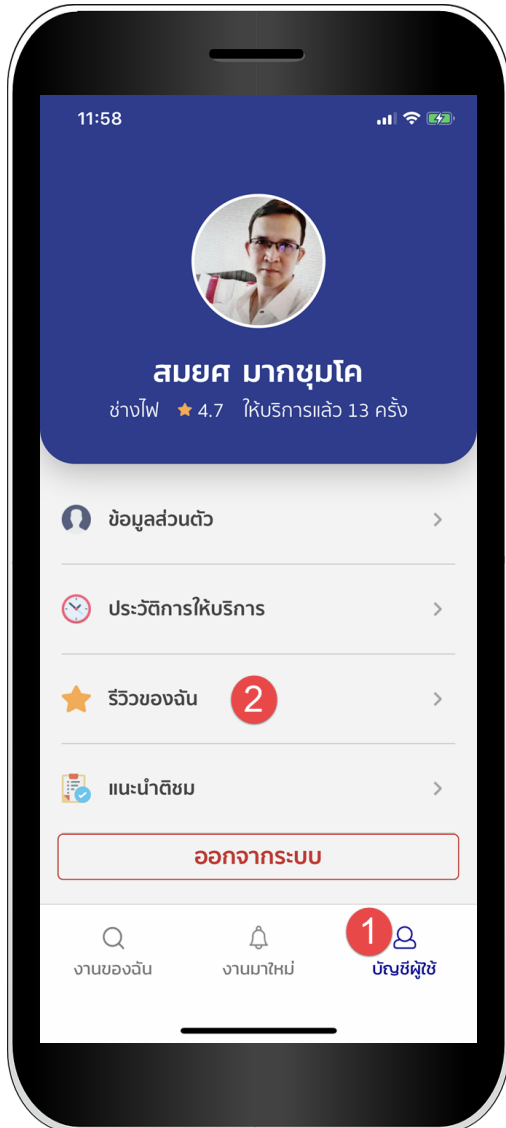 11:58
สมยศ มากชุมโค
ช่างไฟ 4.7 ให้บริการแล้ว 13 ครั้ง
ข้อมูลส่วนตัว
ประวัติการให้บริการ
รีวิวของฉัน 2
แนะนำติชม
ออกจากระบบ
1
งานของฉัน งานมาใหม่ บัญชีผู้ใช้